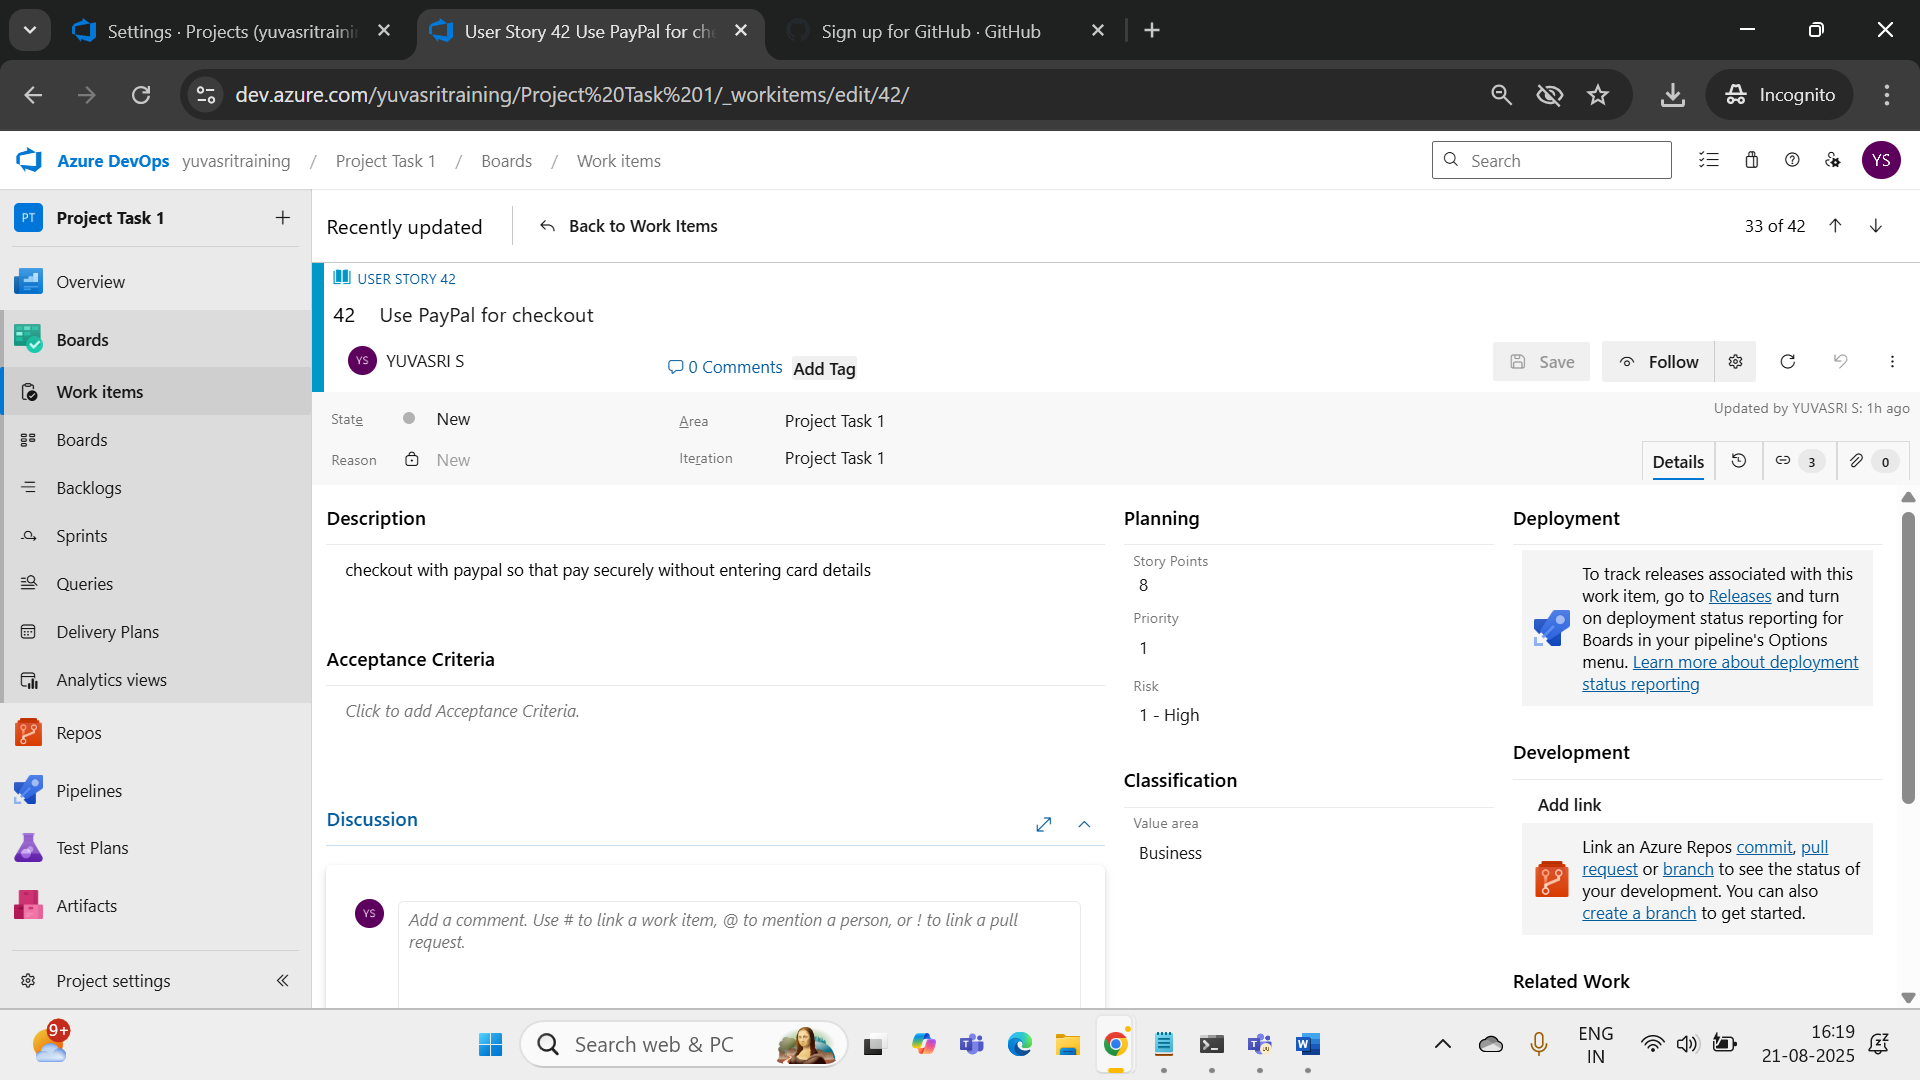 Settings · Projects (yuvasritrainin
User Story 42 Use PayPal for che
Sign up for GitHub · GitHub
dev.azure.com/yuvasritraining/Project%20Task%201/_workitems/edit/42/
Incognito
Azure DevOps yuvasritraining / Project Task 1 / Boards / Work items
Search
YS
PT Project Task 1
Overview
Boards
Work items
Boards
Backlogs
Sprints
Queries
Delivery Plans
Analytics views
Repos
Pipelines
Test Plans
Artifacts
Project settings
Recently updated
Back to Work Items
33 of 42
USER STORY 42
42 Use PayPal for checkout
YS YUVASRI S
0 Comments
Add Tag
Save
Follow
State New
Area Project Task 1
Updated by YUVASRI S: 1h ago
Reason New
Iteration Project Task 1
Details
3
0
Description
checkout with paypal so that pay securely without entering card details
Acceptance Criteria
Click to add Acceptance Criteria.
Discussion
YS
Add a comment. Use # to link a work item, @ to mention a person, or ! to link a pull
request.
Planning
Story Points
8
Priority
1
Risk
1 - High
Classification
Value area
Business
Deployment
To track releases associated with this
work item, go to Releases and turn
on deployment status reporting for
Boards in your pipeline's Options
menu. Learn more about deployment
status reporting
Development
Add link
Link an Azure Repos commit, pull
request or branch to see the status of
your development. You can also
create a branch to get started.
Related Work
9+
Search web & PC
ENG
IN
16:19
21-08-2025